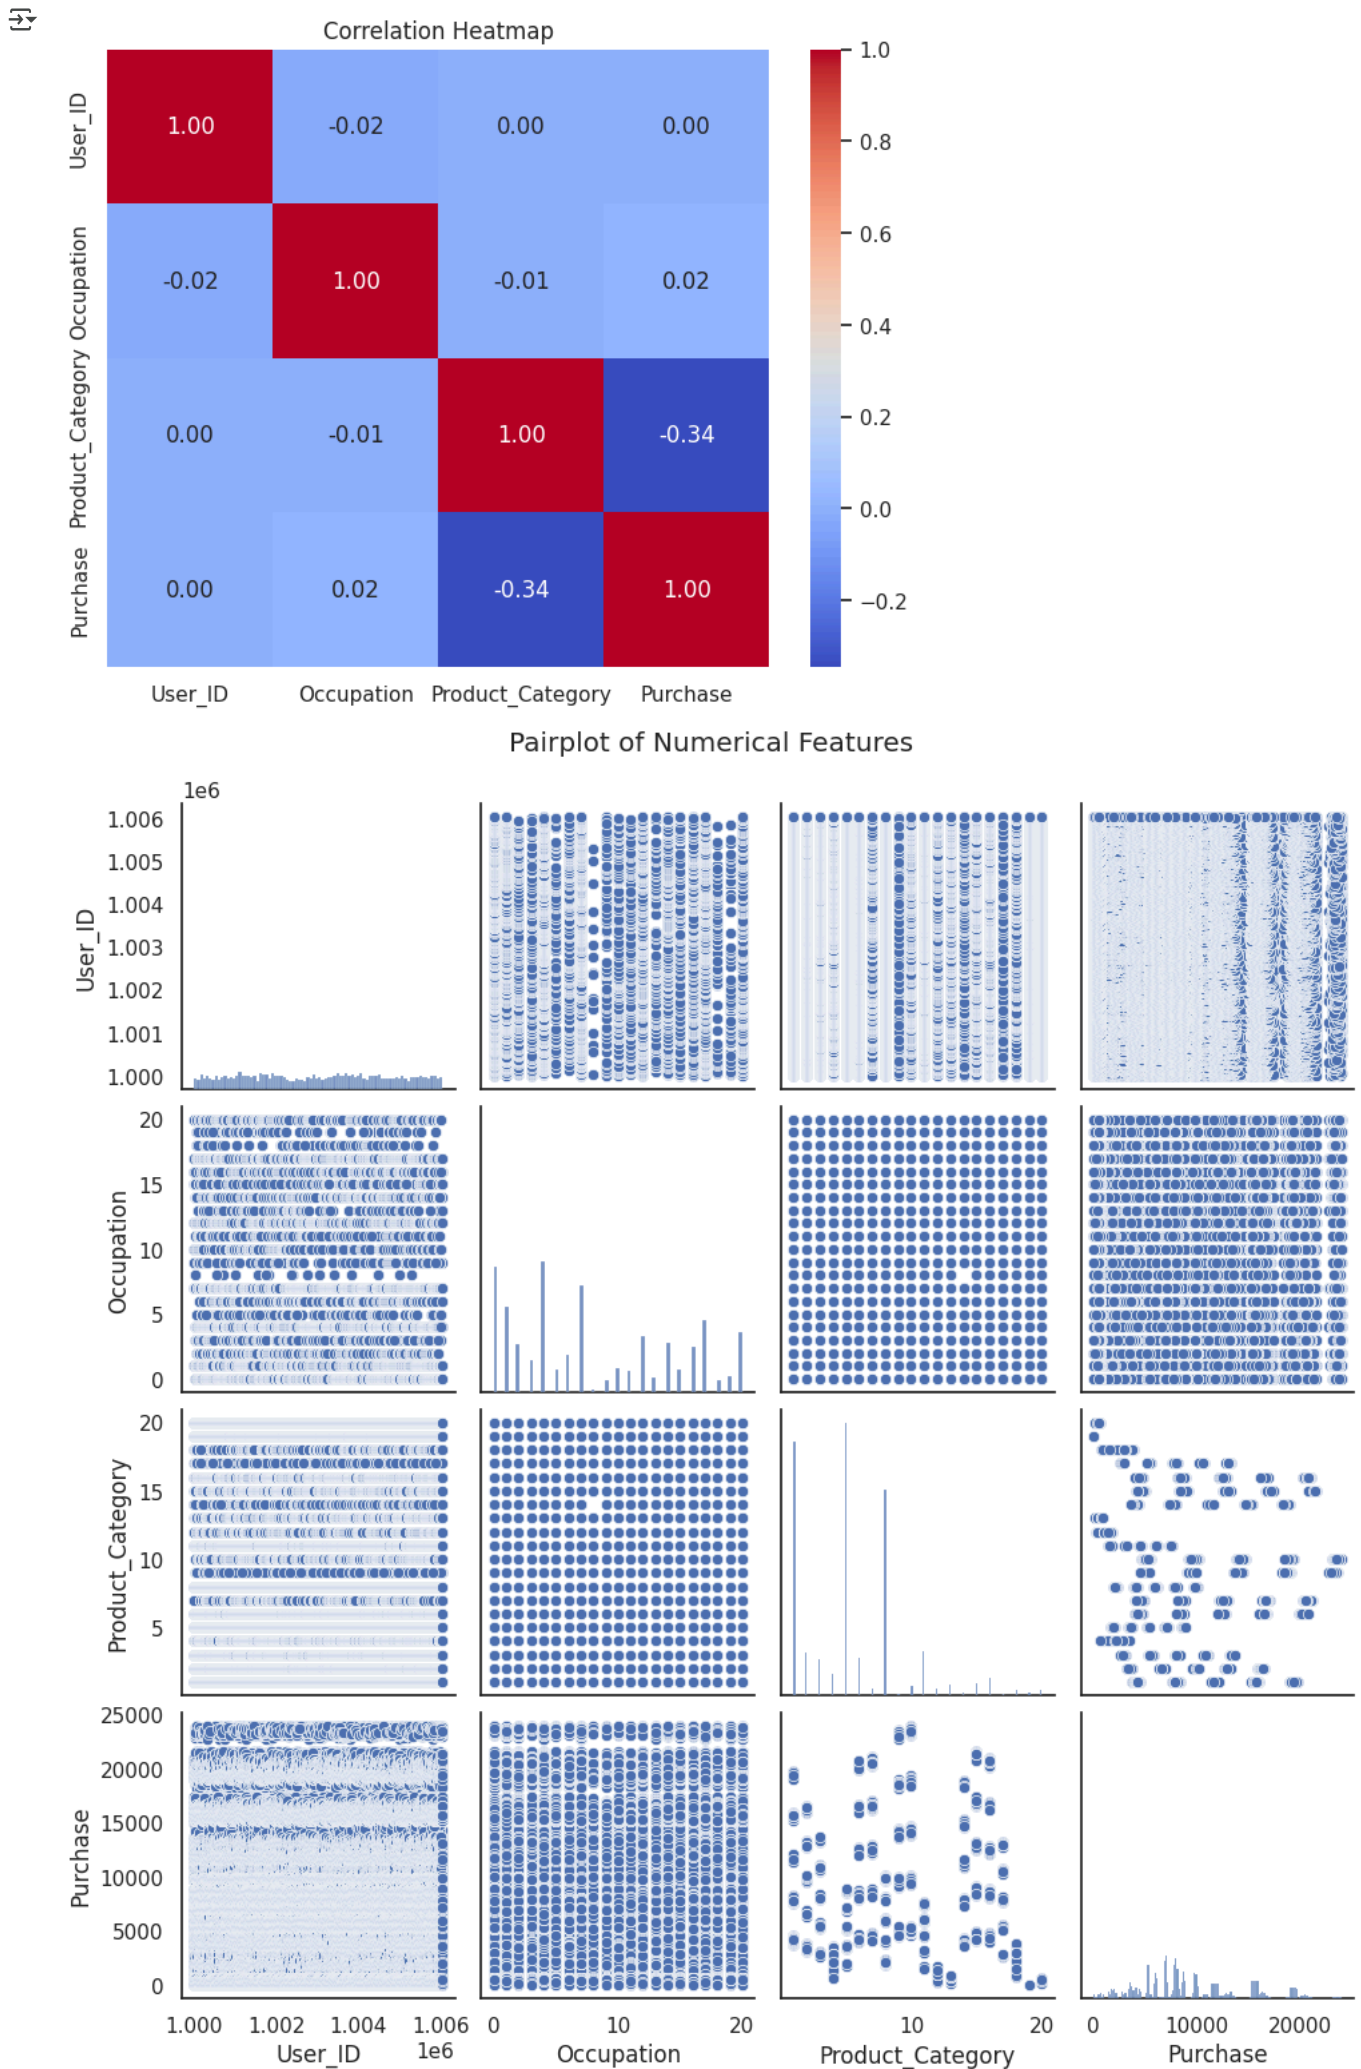 Correlation Heatmap
User_ID
1.00 -0.02 0.00 0.00
Occupation
-0.02 1.00 -0.01 0.02
Product_Category
0.00 -0.01 1.00 -0.34
Purchase
0.00 0.02 -0.34 1.00
User_ID Occupation Product_Category Purchase
1.0
0.8
0.6
0.4
0.2
0.0
−0.2
Pairplot of Numerical Features
1e6
User_ID
1.006
1.005
1.004
1.003
1.002
1.001
1.000
Occupation
20
15
10
5
0
Product_Category
20
15
10
5
Purchase
25000
20000
15000
10000
5000
0
1.000 1.002 1.004 1.006
1e6
User_ID
0 10 20
Occupation
10 20
Product_Category
0 10000 20000
Purchase